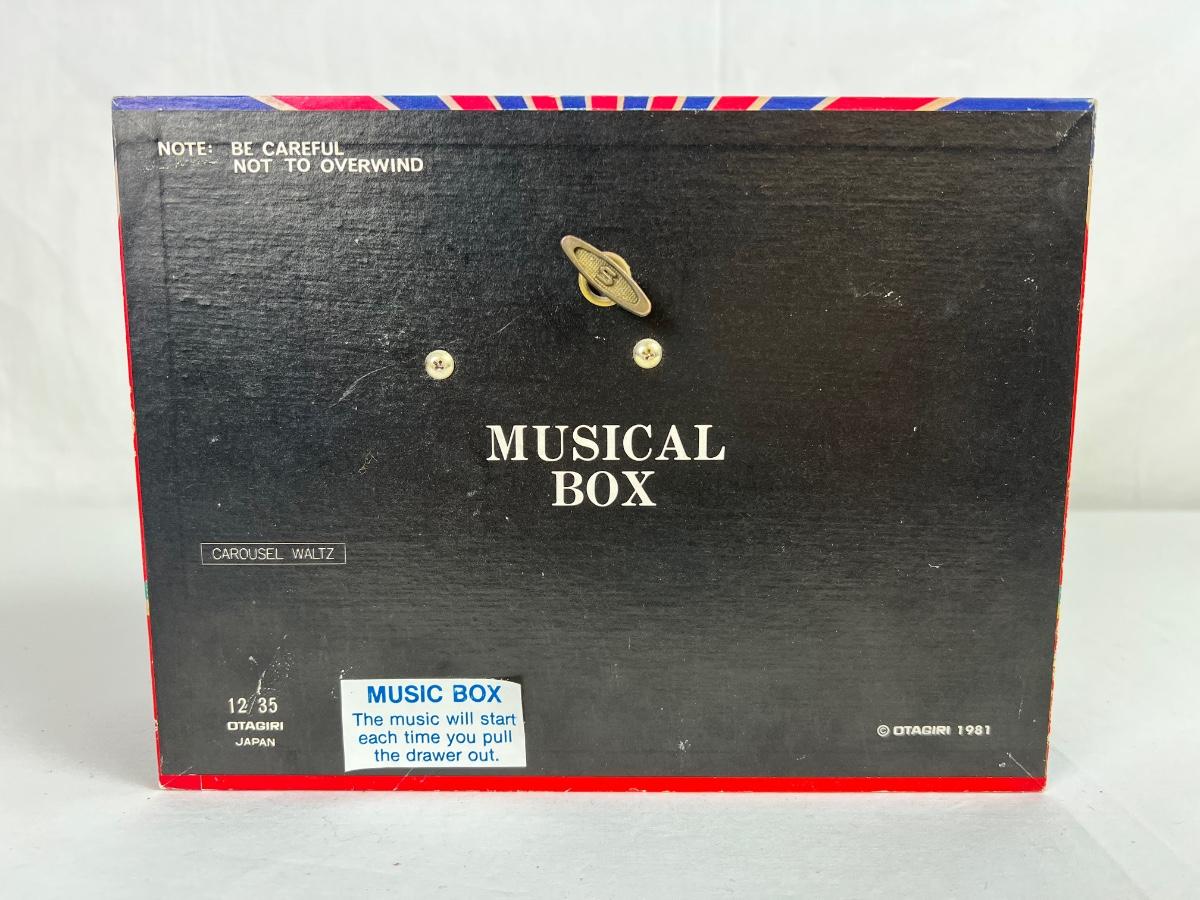 NOTE: BE CAREFUL
NOT TO OVERWIND
S
MUSICAL
BOX
CAROUSEL WALTZ
12/35
OTAGIRI
JAPAN
MUSIC BOX
The music will start
each time you pull
the drawer out.
© OTAGIRI 1981